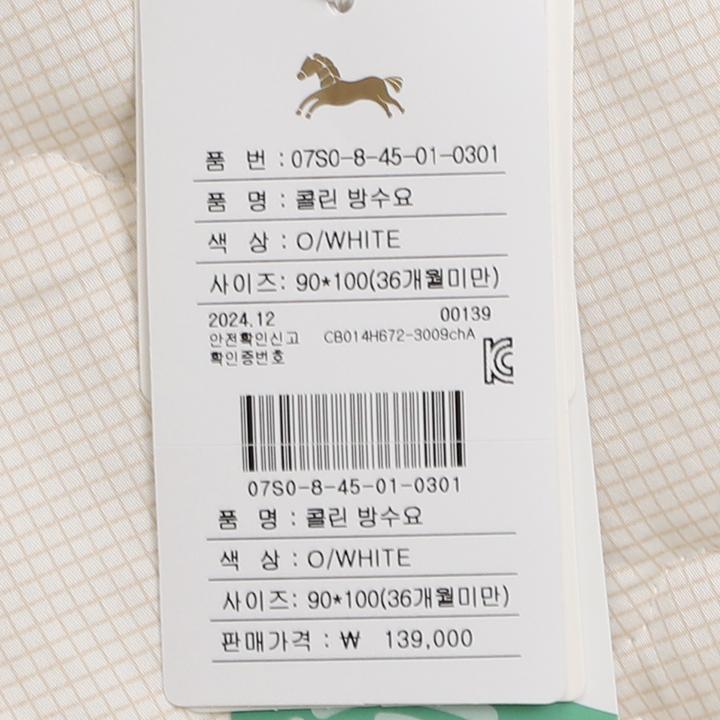 품 번 : 07S0-8-45-01-0301
품 명 : 콜린 방수요
색 상 : O/WHITE
사이즈: 90*100(36개월미만)
2024.12 00139
안전확인신고 CB014H672-3009chA
확인증번호
KC
07S0-8-45-01-0301
품 명 : 콜린 방수요
색 상 : O/WHITE
사이즈: 90*100(36개월미만)
판매가격 : ₩ 139,000